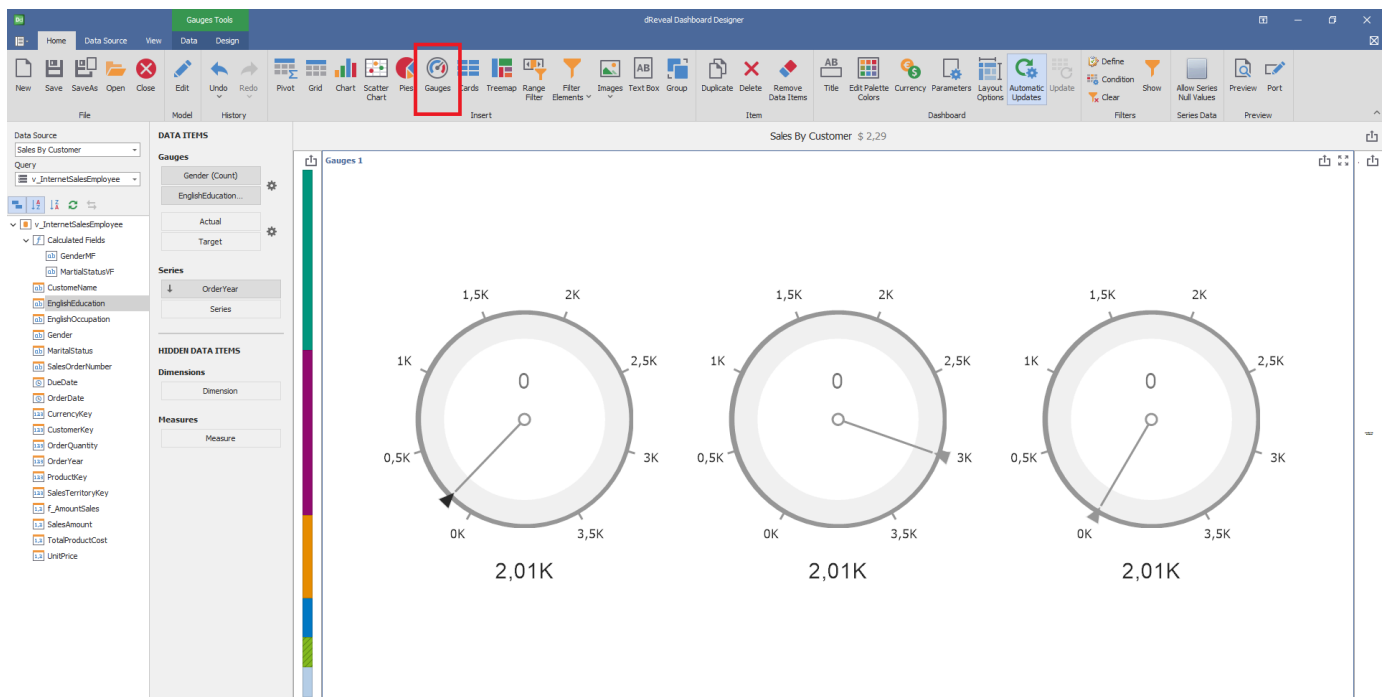 Bd
Gauges Tools
dReveal Dashboard Designer
Home Data Source View Data Design
New Save SaveAs Open Close Edit Undo Redo Pivot Grid Chart Scatter Chart Pies Gauges Cards Treemap Range Filter Filter Elements Images Text Box Group Duplicate Delete Remove Data Items Title Edit Palette Colors Currency Parameters Layout Options Automatic Updates Update Define Condition Clear Show Allow Series Null Values Preview Port
File Model History Insert Item Dashboard Filters Series Data Preview
Data Source
Sales By Customer
Query
v_InternetSalesEmployee
v_InternetSalesEmployee
Calculated Fields
GenderMF
MartialStatusVF
CustomeName
EnglishEducation
EnglishOccupation
Gender
MaritalStatus
SalesOrderNumber
DueDate
OrderDate
CurrencyKey
CustomerKey
OrderQuantity
OrderYear
ProductKey
SalesTerritoryKey
f_AmountSales
SalesAmount
TotalProductCost
UnitPrice
DATA ITEMS
Gauges
Gender (Count)
EnglishEducation...
Actual
Target
Series
OrderYear
Series
HIDDEN DATA ITEMS
Dimensions
Dimension
Measures
Measure
Sales By Customer $ 2,29
Gauges 1
1,5K 2K
1K 2,5K
0
0,5K 3K
0K 3,5K
2,01K
1,5K 2K
1K 2,5K
0
0,5K 3K
0K 3,5K
2,01K
1,5K 2K
1K 2,5K
0
0,5K 3K
0K 3,5K
2,01K